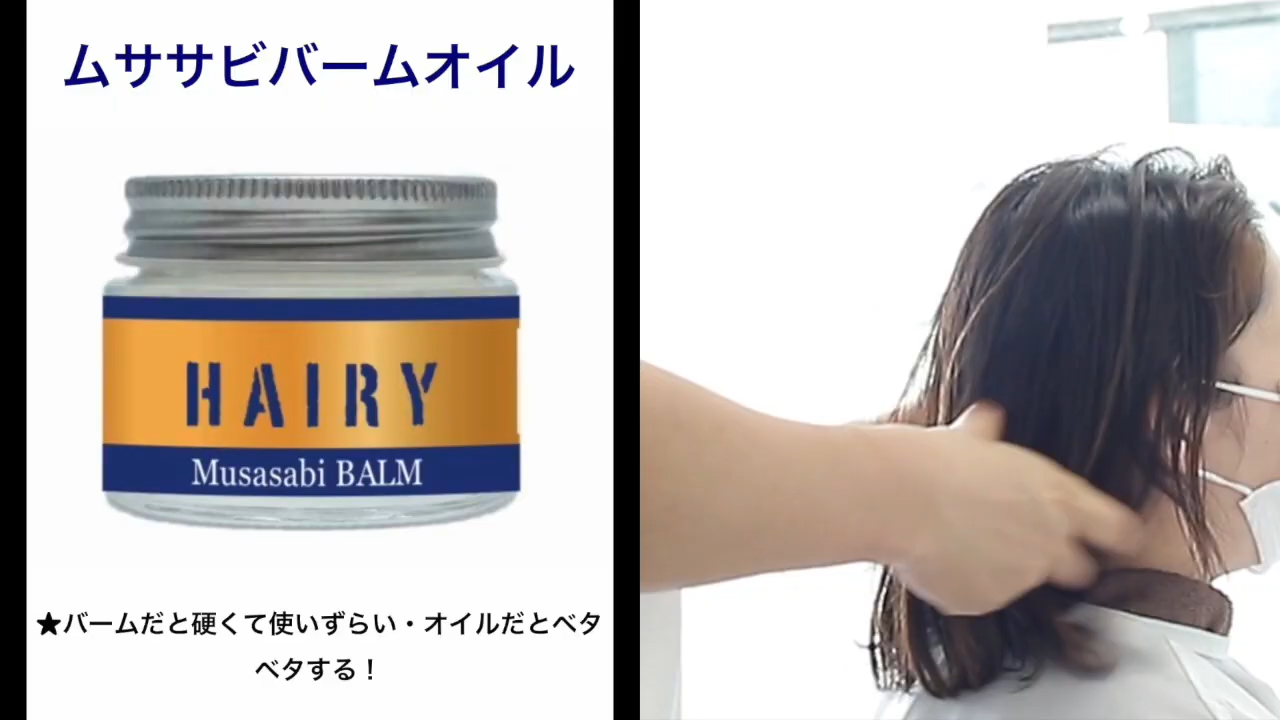 ムササビバームオイル
HAIRY
Musasabi BALM
★バームだと硬くて使いずらい・オイルだとベタ
ベタする！